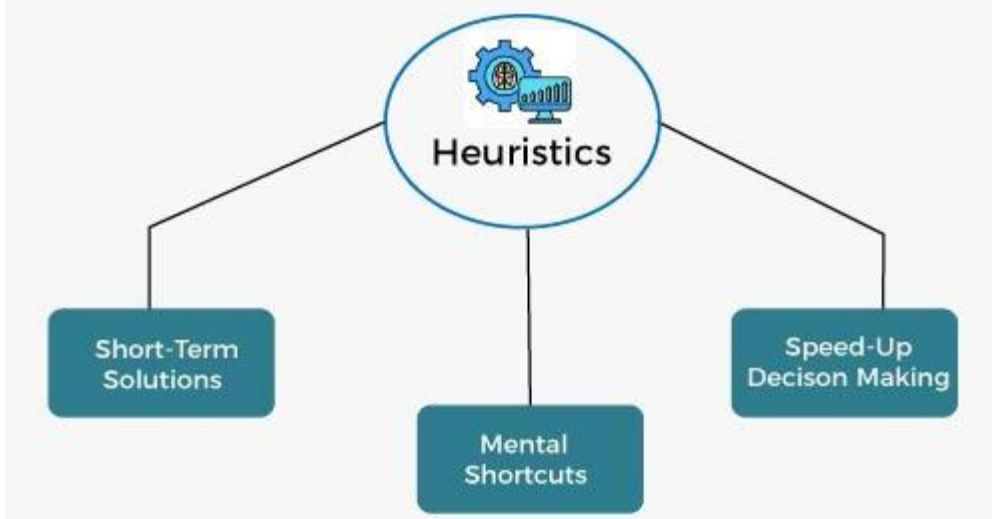 Heuristics
Short-Term
Solutions
Mental
Shortcuts
Speed-Up
Decison Making